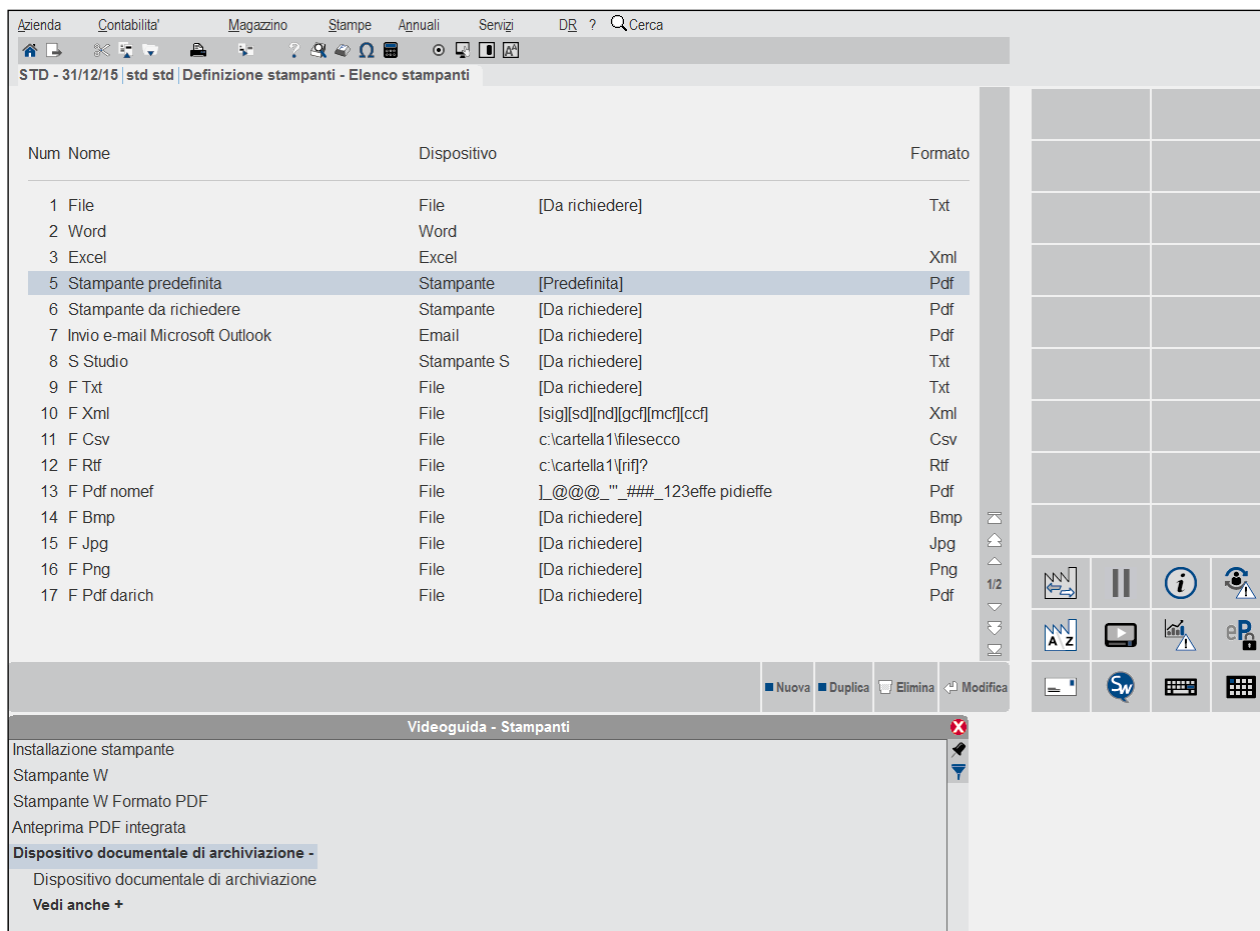 Azienda Contabilita' Magazzino Stampe Annuali Servizi DR ? Cerca
STD - 31/12/15 std std Definizione stampanti - Elenco stampanti
Num Nome Dispositivo Formato
1 File File [Da richiedere] Txt
2 Word Word
3 Excel Excel Xml
5 Stampante predefinita Stampante [Predefinita] Pdf
6 Stampante da richiedere Stampante [Da richiedere] Pdf
7 Invio e-mail Microsoft Outlook Email [Da richiedere] Pdf
8 S Studio Stampante S [Da richiedere] Txt
9 F Txt File [Da richiedere] Txt
10 F Xml File [sig][sd][nd][gcf][mcf][ccf] Xml
11 F Csv File c:\cartella1\filesecco Csv
12 F Rtf File c:\cartella1\[rif]? Rtf
13 F Pdf nomef File ]_@@@_'''_###_123effe pidieffe Pdf
14 F Bmp File [Da richiedere] Bmp
15 F Jpg File [Da richiedere] Jpg
16 F Png File [Da richiedere] Png
17 F Pdf darich File [Da richiedere] Pdf
1/2
A Z
eP
Sw
Nuova Duplica Elimina Modifica
Videoguida - Stampanti
Installazione stampante
Stampante W
Stampante W Formato PDF
Anteprima PDF integrata
Dispositivo documentale di archiviazione -
Dispositivo documentale di archiviazione
Vedi anche +